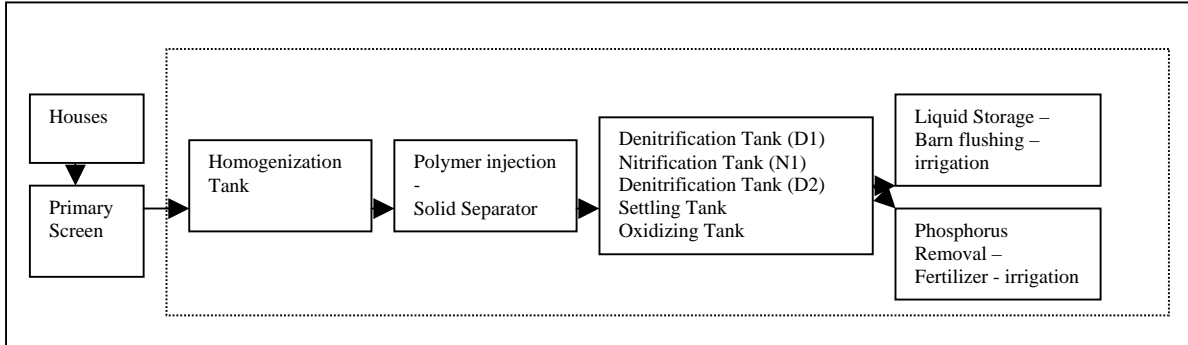 Houses
Primary
Screen
Homogenization
Tank
Polymer injection
-
Solid Separator
Denitrification Tank (D1)
Nitrification Tank (N1)
Denitrification Tank (D2)
Settling Tank
Oxidizing Tank
Liquid Storage –
Barn flushing –
irrigation
Phosphorus
Removal –
Fertilizer - irrigation